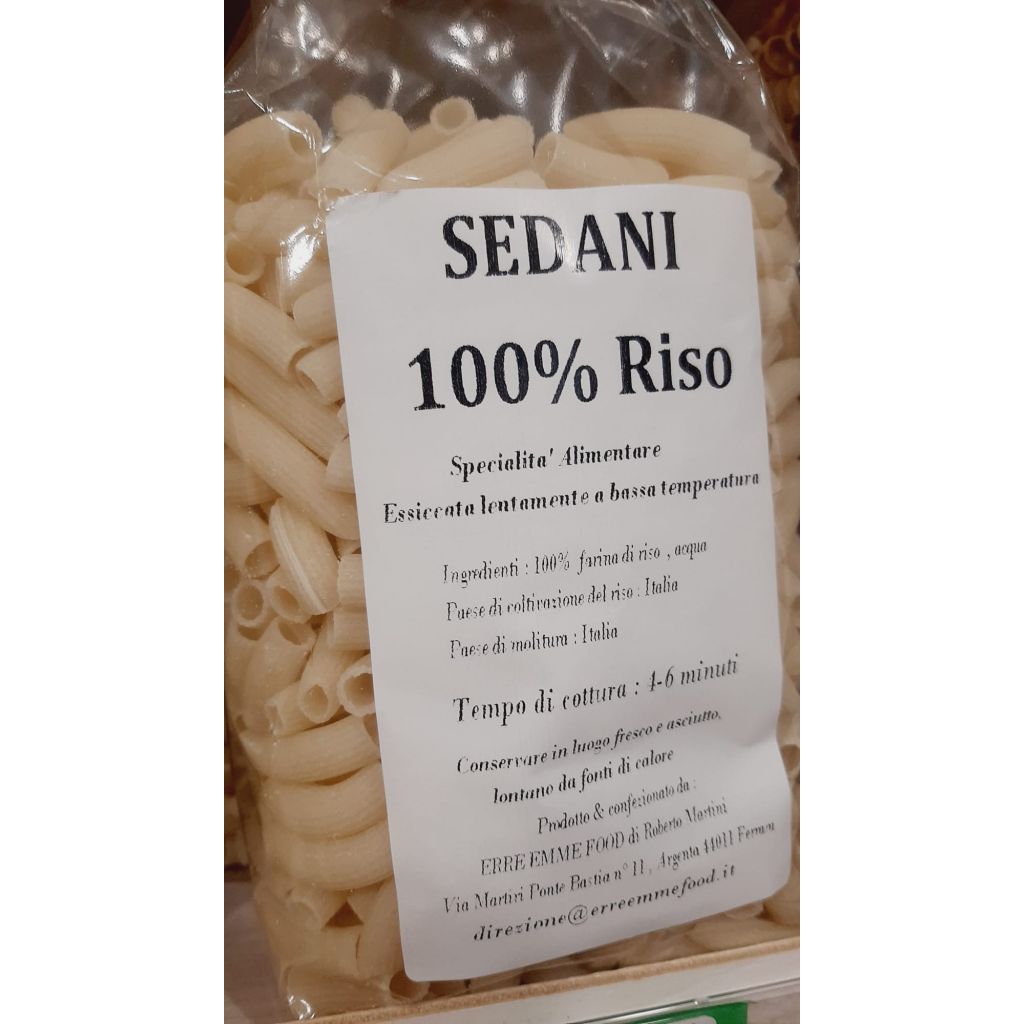 SEDANI
100% Riso
Specialita' Alimentare
Essiccata lentamente a bassa temperatura
Ingredienti : 100% farina di riso , acqua
Paese di coltivazione del riso : Italia
Paese di molitura : Italia
Tempo di cottura : 4-6 minuti
Conservare in luogo fresco e asciutto,
lontano da fonti di calore
Prodotto & confezionato da :
ERRE EMME FOOD di Roberto Martini
Via Martiri Ponte Bastia n° 11 , Argenta 44011 Ferrara
direzione@erreemmefood.it